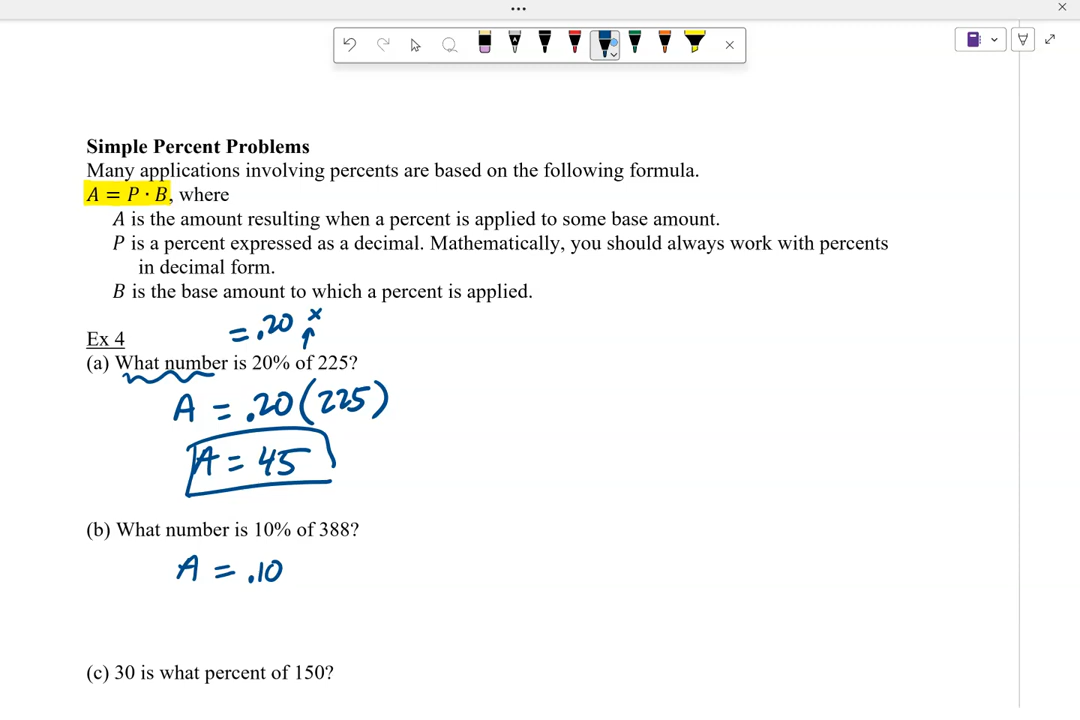 Simple Percent Problems
Many applications involving percents are based on the following formula.
A = P · B, where
A is the amount resulting when a percent is applied to some base amount.
P is a percent expressed as a decimal. Mathematically, you should always work with percents
in decimal form.
B is the base amount to which a percent is applied.
= .20 x
Ex 4
(a) What number is 20% of 225?
A = .20(225)
A = 45
(b) What number is 10% of 388?
A = .10
(c) 30 is what percent of 150?